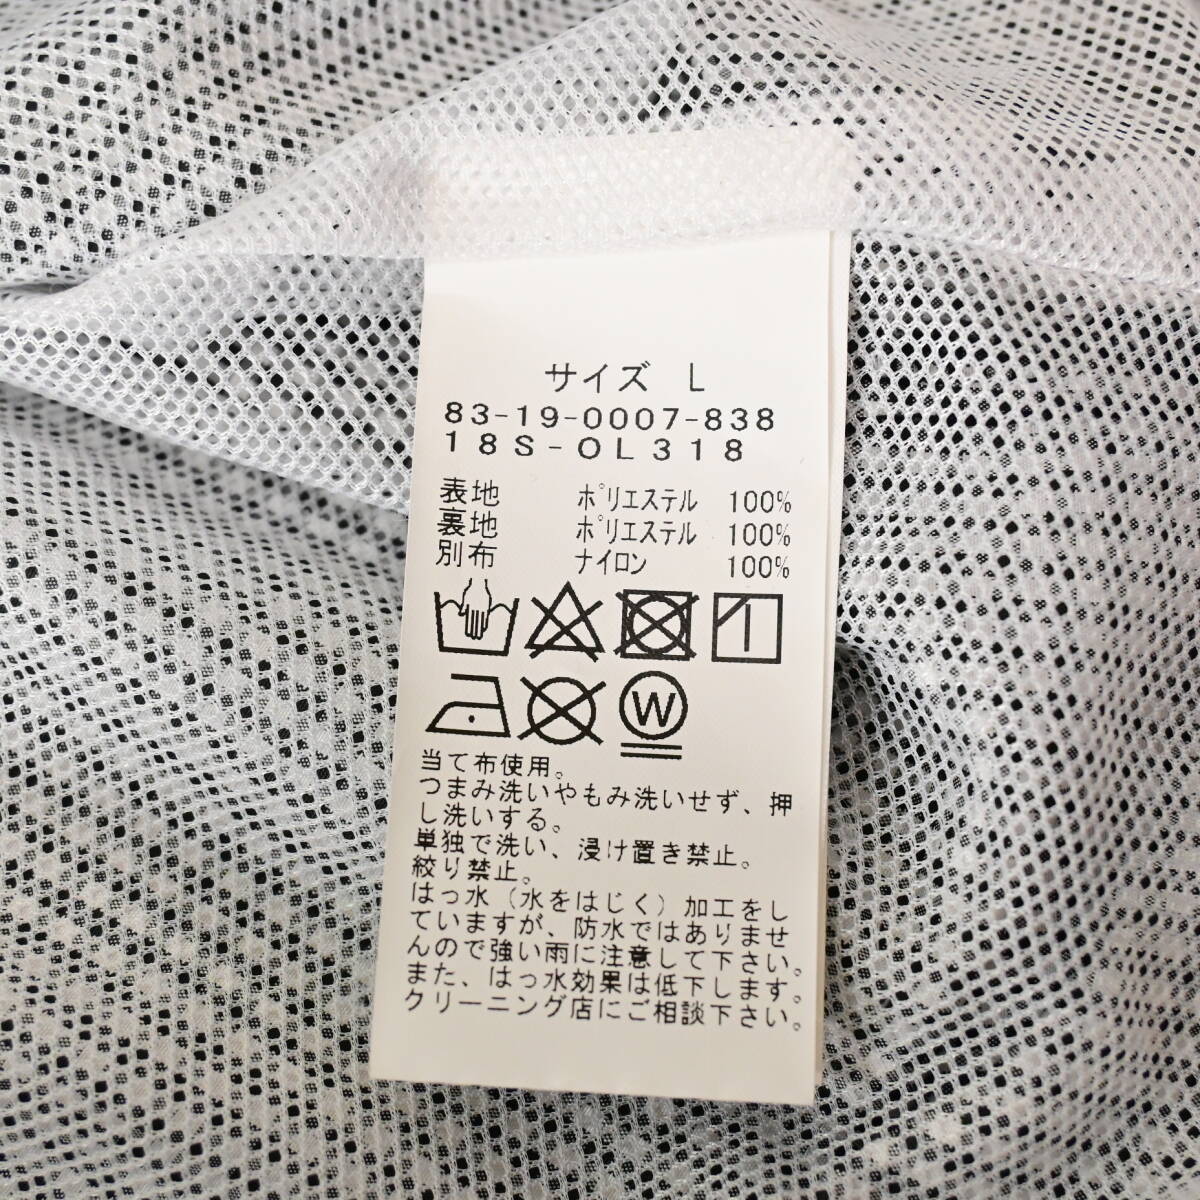 サイズ L
83-19-0007-838
18S-OL318
表地 ポリエステル 100%
裏地 ポリエステル 100%
別布 ナイロン 100%
W
当て布使用。
つまみ洗いやもみ洗いせず、押
し洗いする。
単独で洗い、浸け置き禁止。
絞り禁止。
はっ水（水をはじく）加工をし
ていますが、防水ではありませ
んので強い雨に注意して下さい。
また、はっ水効果は低下します。
クリーニング店にご相談下さい。